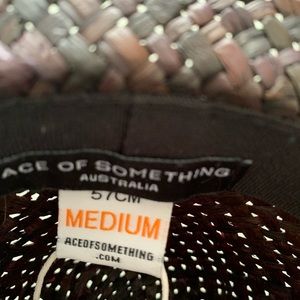 ACE OF SOMETHING
AUSTRALIA
57CM
MEDIUM
ACEOFSOMETHING
.COM